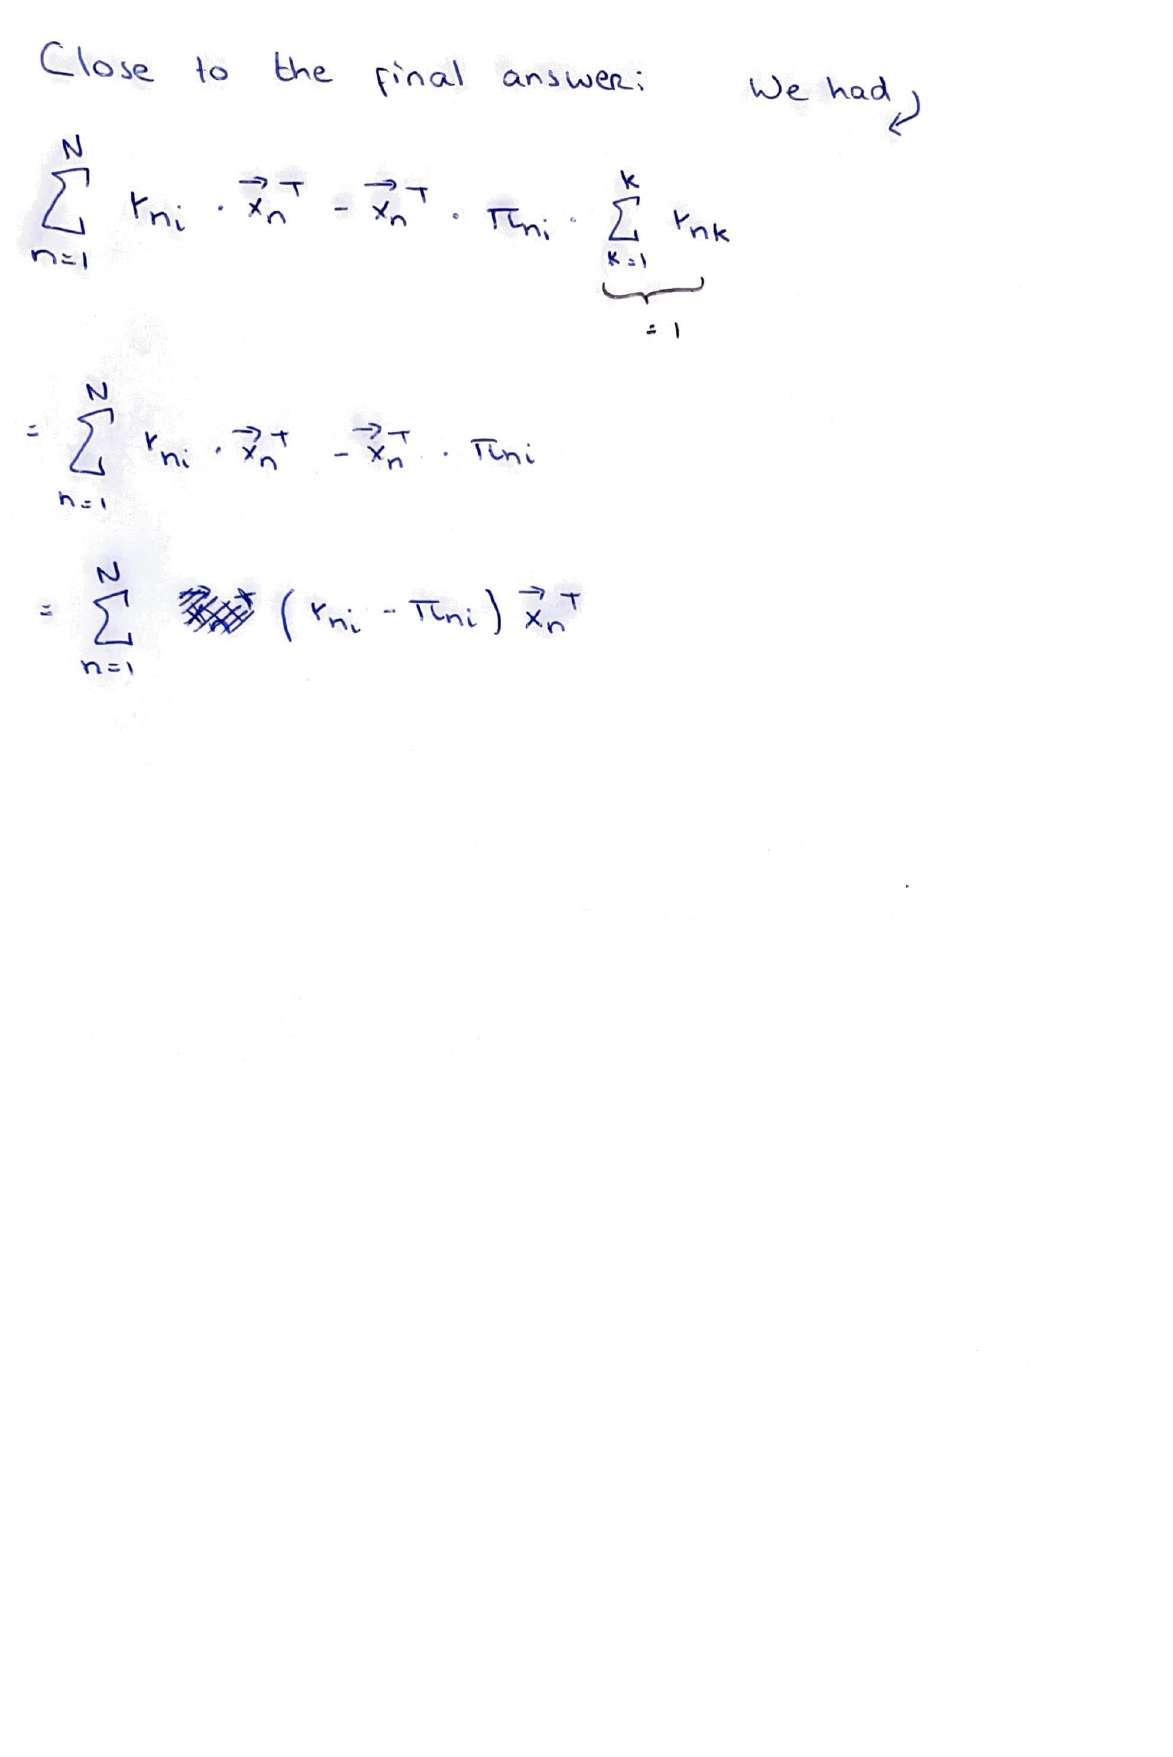 Close to the final answer: We had
$\sum_{n=1}^{N} r_{ni} \cdot \vec{x}_n^T - \vec{x}_n^T \cdot \pi_{ni} \cdot \underbrace{\sum_{k=1}^{K} r_{nk}}_{= 1}$
$= \sum_{n=1}^{N} r_{ni} \cdot \vec{x}_n^T - \vec{x}_n^T \cdot \pi_{ni}$
$= \sum_{n=1}^{N} (r_{ni} - \pi_{ni}) \vec{x}_n^T$